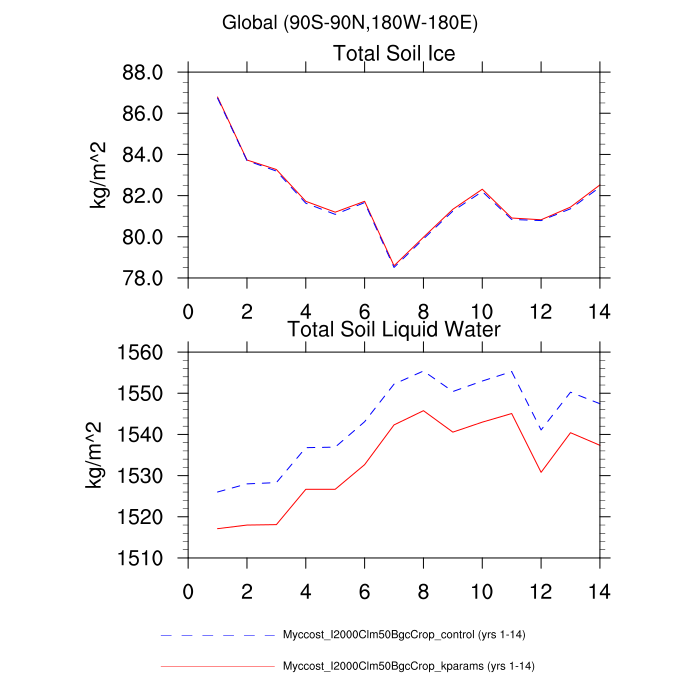 Global (90S-90N,180W-180E)
Total Soil Ice
88.0
86.0
84.0
82.0
80.0
78.0
kg/m^2
0 2 4 6 8 10 12 14
Total Soil Liquid Water
1560
1550
1540
1530
1520
1510
kg/m^2
0 2 4 6 8 10 12 14
Myccost_I2000Clm50BgcCrop_control (yrs 1-14)
Myccost_I2000Clm50BgcCrop_kparams (yrs 1-14)